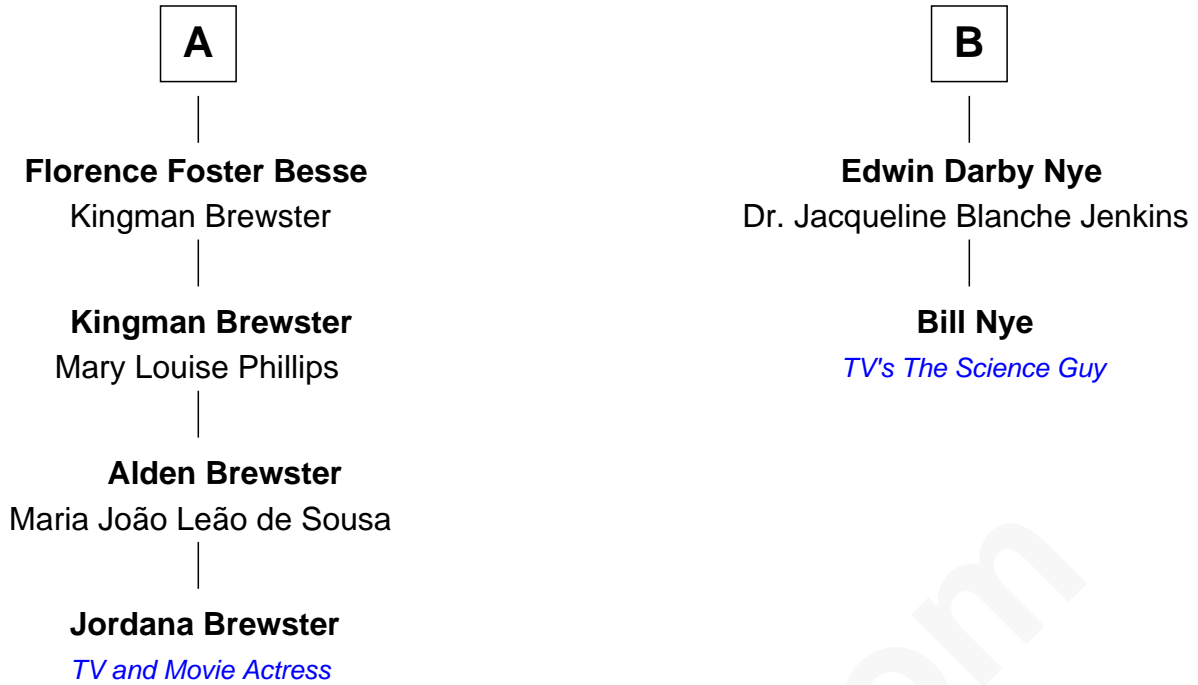 A
Florence Foster Besse
Kingman Brewster
Kingman Brewster
Mary Louise Phillips
Alden Brewster
Maria João Leão de Sousa
Jordana Brewster
TV and Movie Actress
B
Edwin Darby Nye
Dr. Jacqueline Blanche Jenkins
Bill Nye
TV's The Science Guy
om